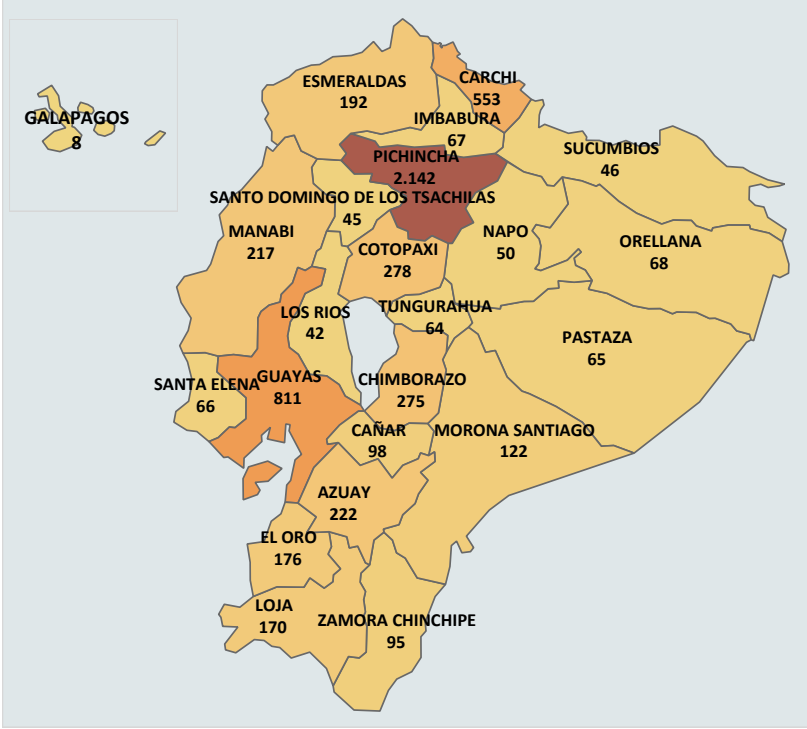 ESMERALDAS
192
CARCHI
553
GALAPAGOS
8
IMBABURA
67
SUCUMBIOS
46
PICHINCHA
2.142
SANTO DOMINGO DE LOS TSACHILAS
45
MANABI
217
NAPO
50
ORELLANA
68
COTOPAXI
278
LOS RIOS
42
TUNGURAHUA
64
PASTAZA
65
SANTA ELENA
66
GUAYAS
811
CHIMBORAZO
275
CAÑAR
98
MORONA SANTIAGO
122
AZUAY
222
EL ORO
176
LOJA
170
ZAMORA CHINCHIPE
95